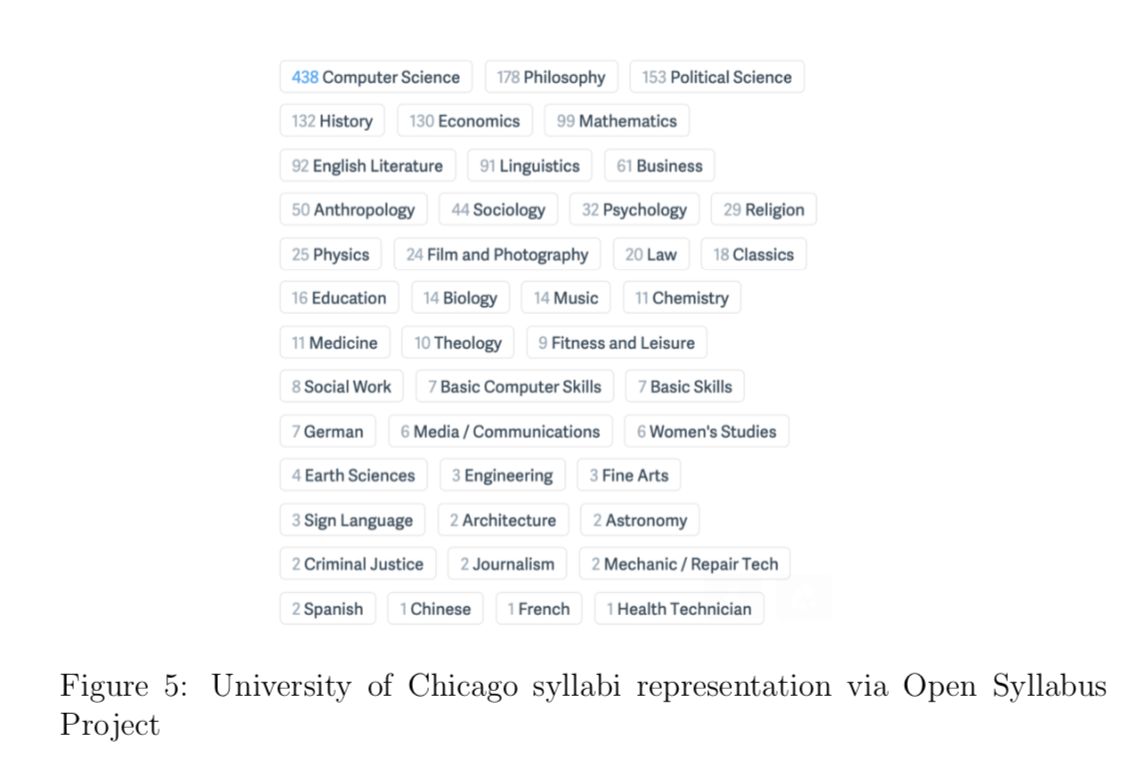 438 Computer Science 178 Philosophy 153 Political Science
132 History 130 Economics 99 Mathematics
92 English Literature 91 Linguistics 61 Business
50 Anthropology 44 Sociology 32 Psychology 29 Religion
25 Physics 24 Film and Photography 20 Law 18 Classics
16 Education 14 Biology 14 Music 11 Chemistry
11 Medicine 10 Theology 9 Fitness and Leisure
8 Social Work 7 Basic Computer Skills 7 Basic Skills
7 German 6 Media / Communications 6 Women's Studies
4 Earth Sciences 3 Engineering 3 Fine Arts
3 Sign Language 2 Architecture 2 Astronomy
2 Criminal Justice 2 Journalism 2 Mechanic / Repair Tech
2 Spanish 1 Chinese 1 French 1 Health Technician
Figure 5: University of Chicago syllabi representation via Open Syllabus
Project